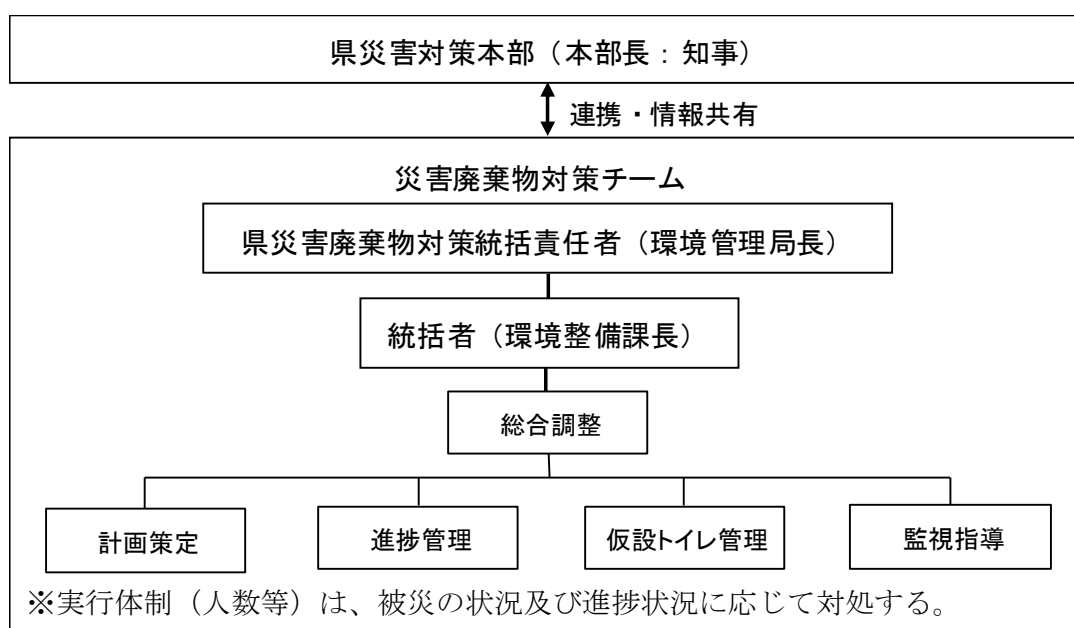 県災害対策本部（本部長：知事）
連携・情報共有
災害廃棄物対策チーム
県災害廃棄物対策統括責任者（環境管理局長）
統括者（環境整備課長）
総合調整
計画策定
進捗管理
仮設トイレ管理
監視指導
※実行体制（人数等）は、被災の状況及び進捗状況に応じて対処する。